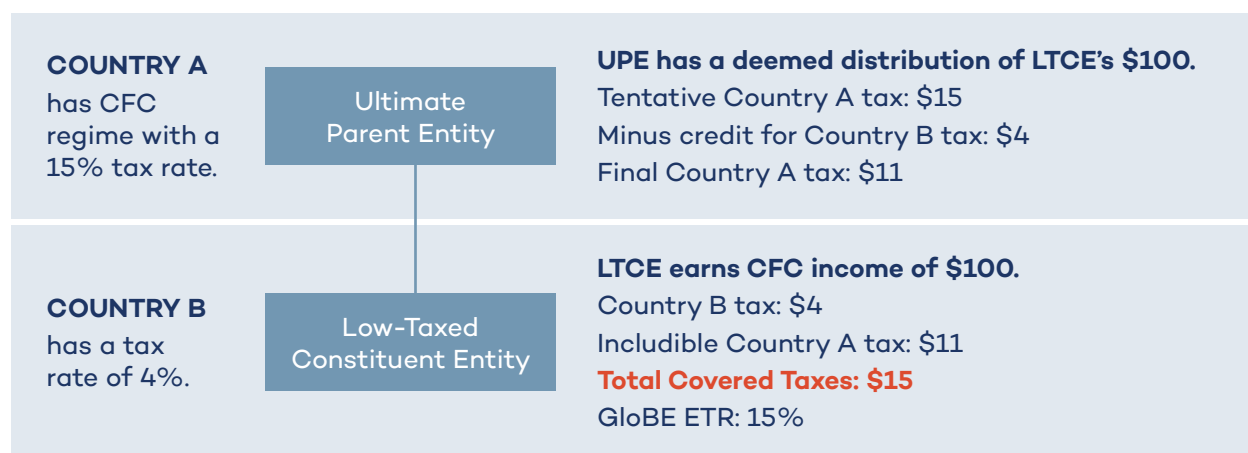 COUNTRY A
has CFC
regime with a
15% tax rate.
Ultimate
Parent Entity
UPE has a deemed distribution of LTCE’s $100.
Tentative Country A tax: $15
Minus credit for Country B tax: $4
Final Country A tax: $11
COUNTRY B
has a tax
rate of 4%.
Low-Taxed
Constituent Entity
LTCE earns CFC income of $100.
Country B tax: $4
Includible Country A tax: $11
Total Covered Taxes: $15
GloBE ETR: 15%